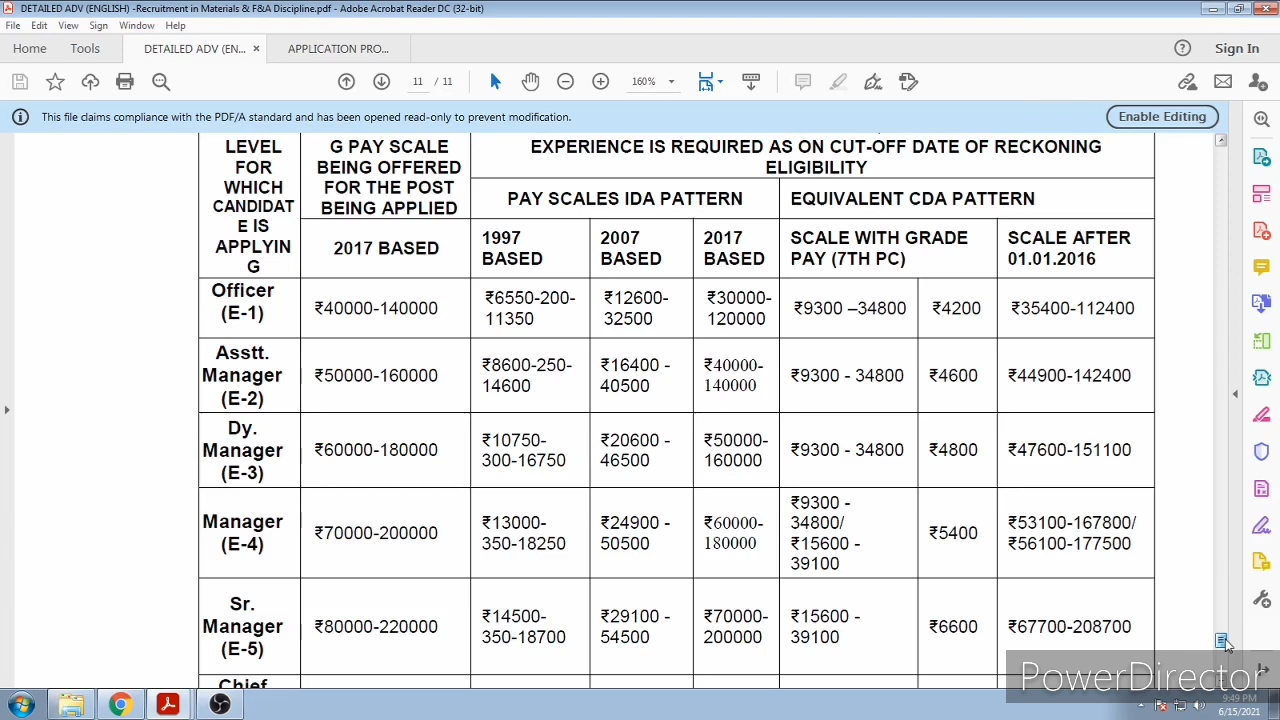 DETAILED ADV (ENGLISH) -Recruitment in Materials & F&A Discipline.pdf - Adobe Acrobat Reader DC (32-bit)
File Edit View Sign Window Help
Home Tools DETAILED ADV (EN... × APPLICATION PRO... Sign In
11 / 11 160%
This file claims compliance with the PDF/A standard and has been opened read-only to prevent modification. Enable Editing
LEVEL
FOR
WHICH
CANDIDAT
E IS
APPLYIN
G
G PAY SCALE
BEING OFFERED
FOR THE POST
BEING APPLIED
EXPERIENCE IS REQUIRED AS ON CUT-OFF DATE OF RECKONING
ELIGIBILITY
PAY SCALES IDA PATTERN
EQUIVALENT CDA PATTERN
2017 BASED
1997
BASED
2007
BASED
2017
BASED
SCALE WITH GRADE
PAY (7TH PC)
SCALE AFTER
01.01.2016
Officer
(E-1)
₹40000-140000
₹6550-200-
11350
₹12600-
32500
₹30000-
120000
₹9300 –34800
₹4200
₹35400-112400
Asstt.
Manager
(E-2)
₹50000-160000
₹8600-250-
14600
₹16400 -
40500
₹40000-
140000
₹9300 - 34800
₹4600
₹44900-142400
Dy.
Manager
(E-3)
₹60000-180000
₹10750-
300-16750
₹20600 -
46500
₹50000-
160000
₹9300 - 34800
₹4800
₹47600-151100
Manager
(E-4)
₹70000-200000
₹13000-
350-18250
₹24900 -
50500
₹60000-
180000
₹9300 -
34800/
₹15600 -
39100
₹5400
₹53100-167800/
₹56100-177500
Sr.
Manager
(E-5)
₹80000-220000
₹14500-
350-18700
₹29100 -
54500
₹70000-
200000
₹15600 -
39100
₹6600
₹67700-208700
Chief
PowerDirector
9:49 PM
6/15/2021